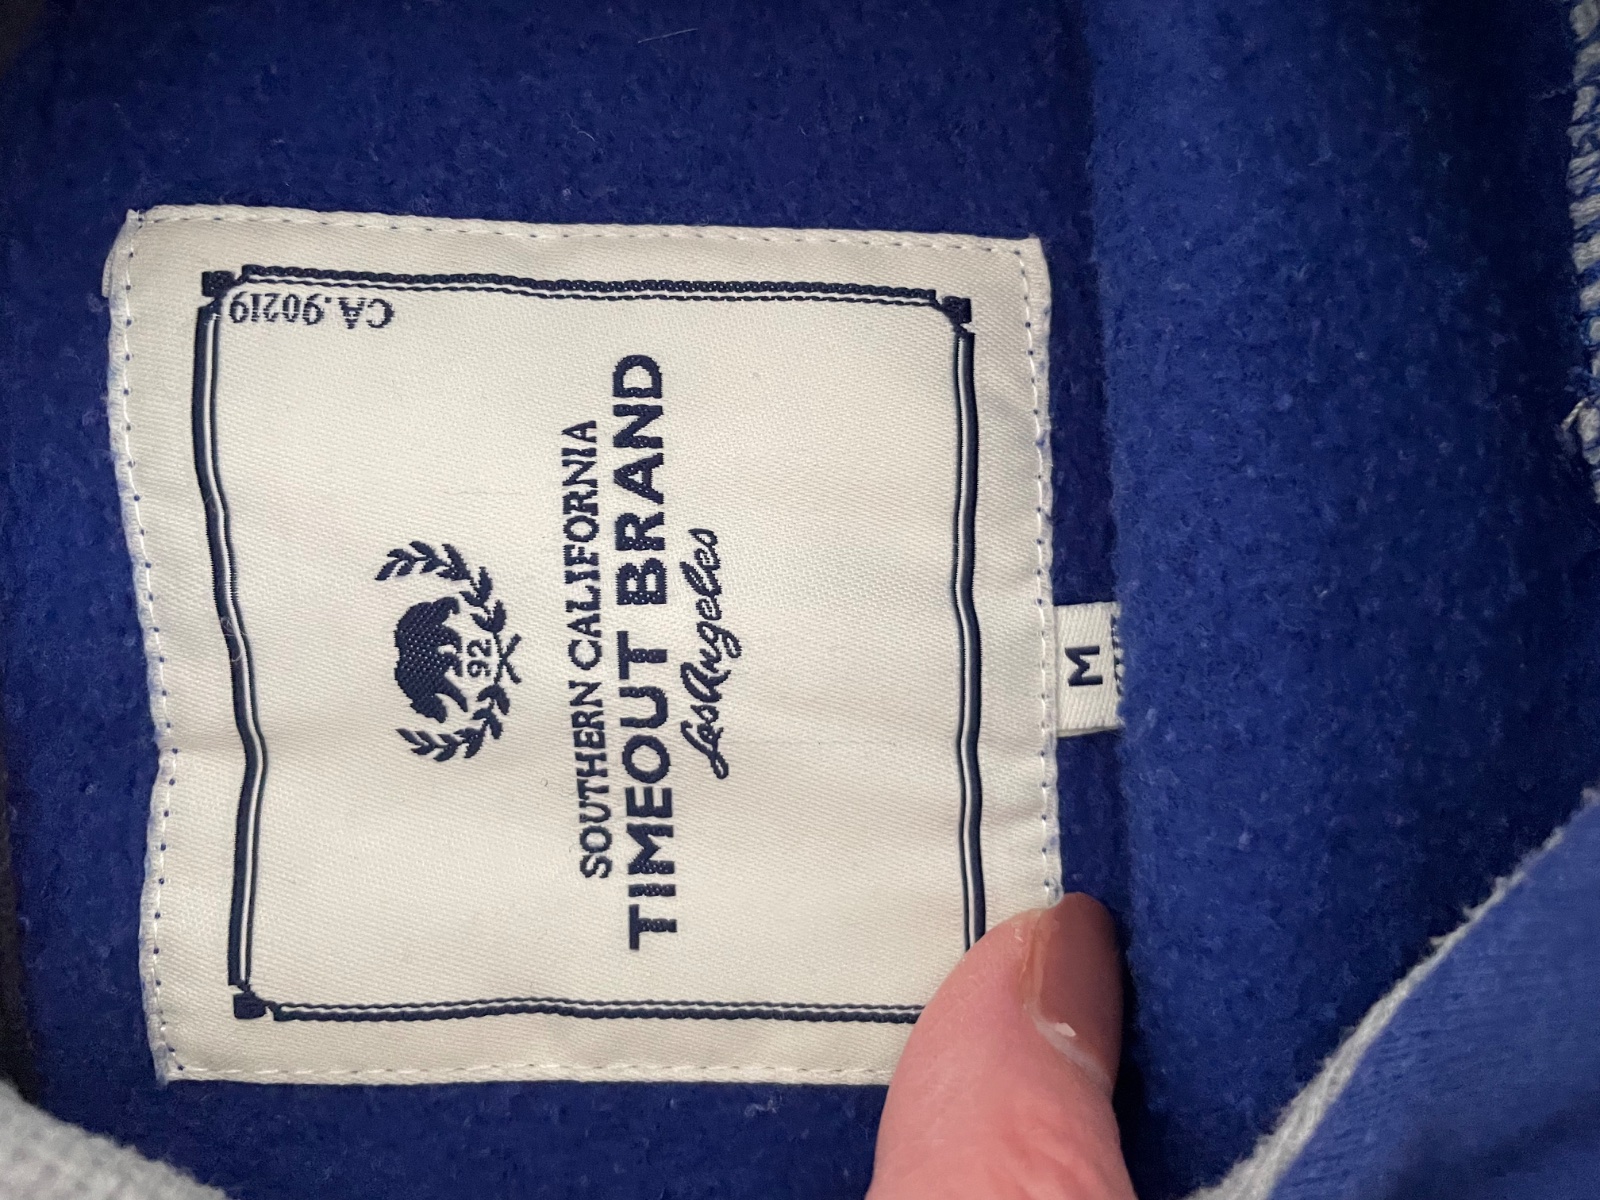 CA.90219
92
SOUTHERN CALIFORNIA
TIMEOUT BRAND
Los Angeles
M